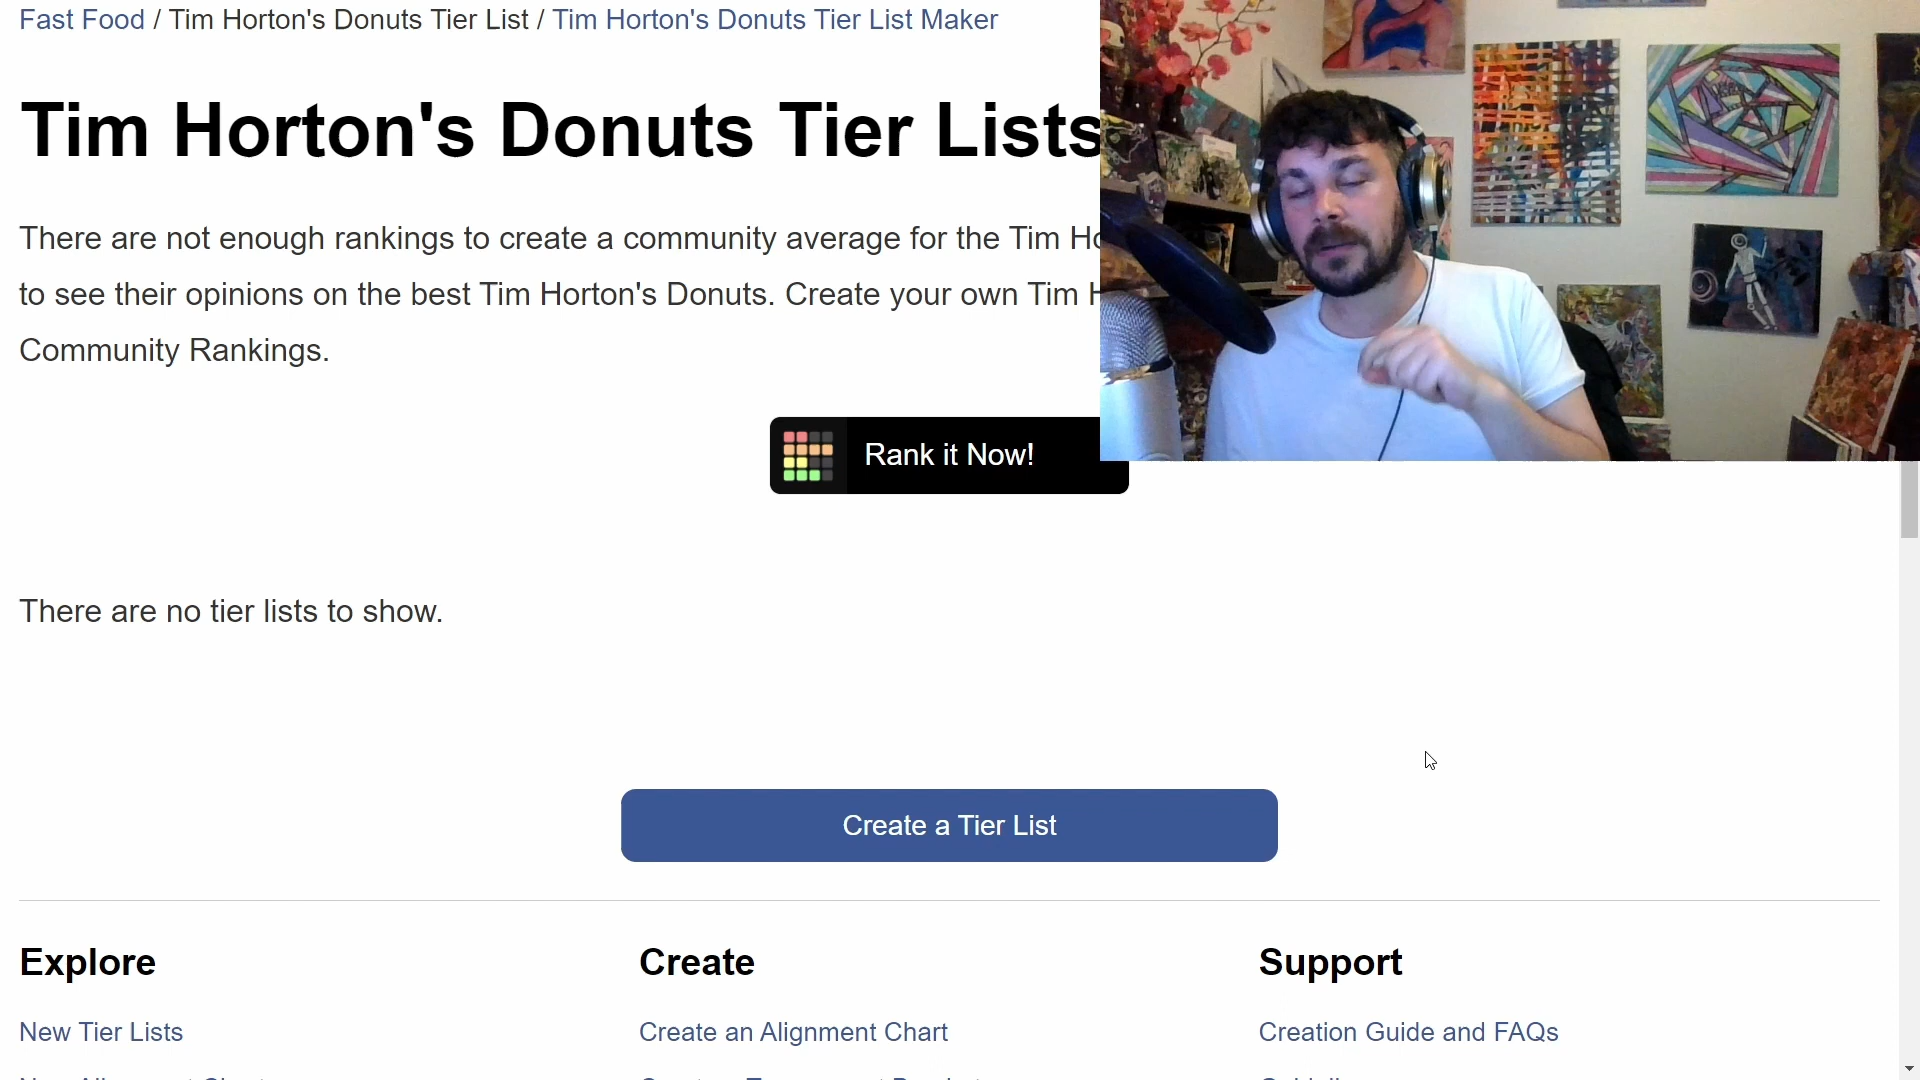 Fast Food / Tim Horton's Donuts Tier List / Tim Horton's Donuts Tier List Maker
Tim Horton's Donuts Tier Lists
There are not enough rankings to create a community average for the Tim
to see their opinions on the best Tim Horton's Donuts. Create your own Tim
Community Rankings.
Rank it Now!
There are no tier lists to show.
Create a Tier List
Explore
Create
Support
New Tier Lists
Create an Alignment Chart
Creation Guide and FAQs